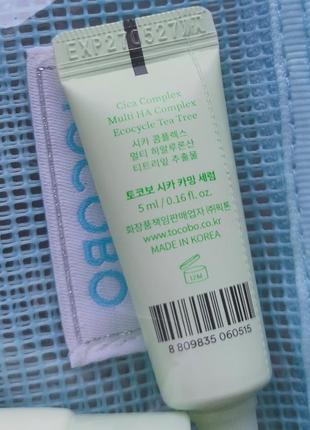 EXP270527
Cica Complex
Multi HA Complex
Ecocycle Tea Tree
시카 콤플렉스
멀티 히알루론산
티트리잎 추출물
토코보 시카 카밍 세럼
5 ml / 0.16 fl. oz.
화장품책임판매업자 ㈜픽톤
www.tocobo.co.kr
MADE IN KOREA
12M
8 809835 060515
TOCOBO